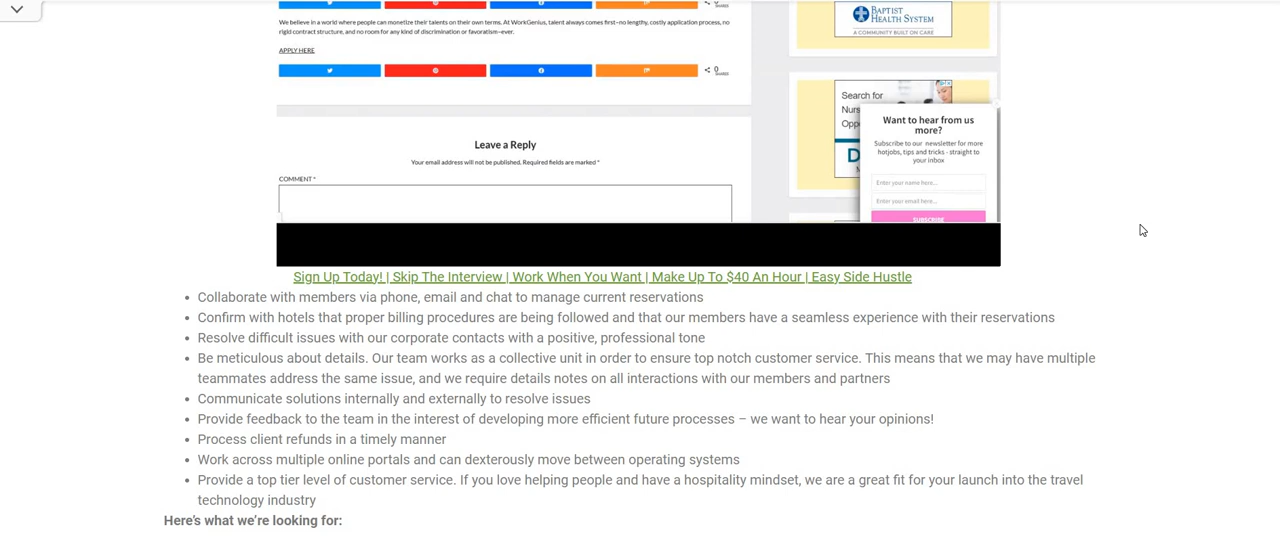 0
SHARES
We believe in a world where people can monetize their talents on their own terms. At WorkGenius, talent always comes first–no lengthy, costly application process, no
rigid contract structure, and no room for any kind of discrimination or favoratism–ever.
APPLY HERE
0
SHARES
Leave a Reply
Your email address will not be published. Required fields are marked *
COMMENT *
BAPTIST
HEALTH SYSTEM
A COMMUNITY BUILT ON CARE
Search for
Nurs
Oppo
D
Want to hear from us
more?
Subscribe to our newsletter for more
hotjobs, tips and tricks - straight to
your inbox
Enter your name here...
Enter your email here...
SUBSCRIBE
Sign Up Today! | Skip The Interview | Work When You Want | Make Up To $40 An Hour | Easy Side Hustle
• Collaborate with members via phone, email and chat to manage current reservations
• Confirm with hotels that proper billing procedures are being followed and that our members have a seamless experience with their reservations
• Resolve difficult issues with our corporate contacts with a positive, professional tone
• Be meticulous about details. Our team works as a collective unit in order to ensure top notch customer service. This means that we may have multiple
teammates address the same issue, and we require details notes on all interactions with our members and partners
• Communicate solutions internally and externally to resolve issues
• Provide feedback to the team in the interest of developing more efficient future processes – we want to hear your opinions!
• Process client refunds in a timely manner
• Work across multiple online portals and can dexterously move between operating systems
• Provide a top tier level of customer service. If you love helping people and have a hospitality mindset, we are a great fit for your launch into the travel
technology industry
Here's what we're looking for: